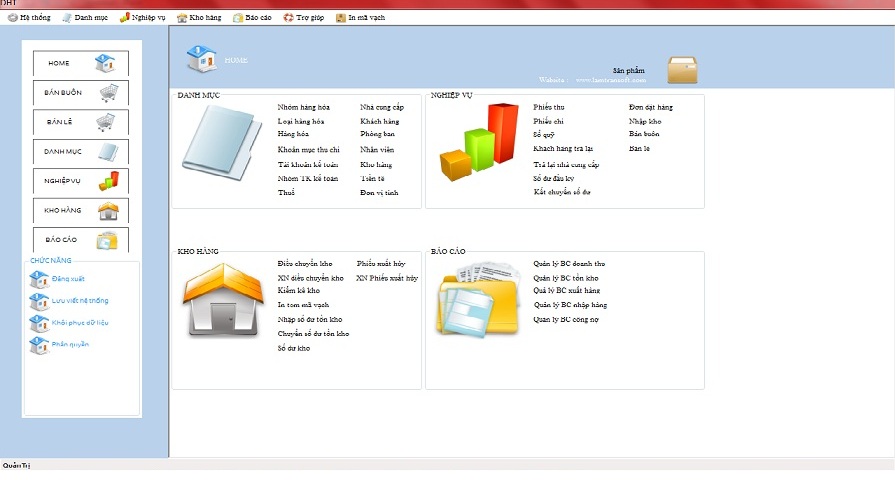 DHT
Hệ thống Danh mục Nghiệp vụ Kho hàng Báo cáo Trợ giúp In mã vạch
HOME
BÁN BUÔN
BÁN LẺ
DANH MỤC
NGHIỆP VỤ
KHO HÀNG
BÁO CÁO
CHỨC NĂNG
Đăng xuất
Lưu viết hệ thống
Khôi phục dữ liệu
Phân quyền
HOME
Sản phẩm
Website :
DANH MỤC
Nhóm hàng hóa Nhà cung cấp
Loại hàng hóa Khách hàng
Hàng hóa Phòng ban
Khoản mục thu chi Nhân viên
Tài khoản kế toán Kho hàng
Nhóm TK kế toán Tiền tệ
Thuế Đơn vị tính
NGHIỆP VỤ
Phiếu thu Đơn đặt hàng
Phiếu chi Nhập kho
Sổ quỹ Bán buôn
Khách hàng trả lại Bán lẻ
Trả lại nhà cung cấp
Số dư đầu kỳ
Kết chuyển số dư
KHO HÀNG
Điều chuyển kho Phiếu xuất hủy
XN điều chuyển kho XN Phiếu xuất hủy
Kiểm kê kho
In tem mã vạch
Nhập số dư tồn kho
Chuyển số dư tồn kho
Số dư kho
BÁO CÁO
Quản lý BC doanh thu
Quản lý BC tồn kho
Quả lý BC xuất hàng
Quản lý BC nhập hàng
Quản lý BC công nợ
Quản Trị